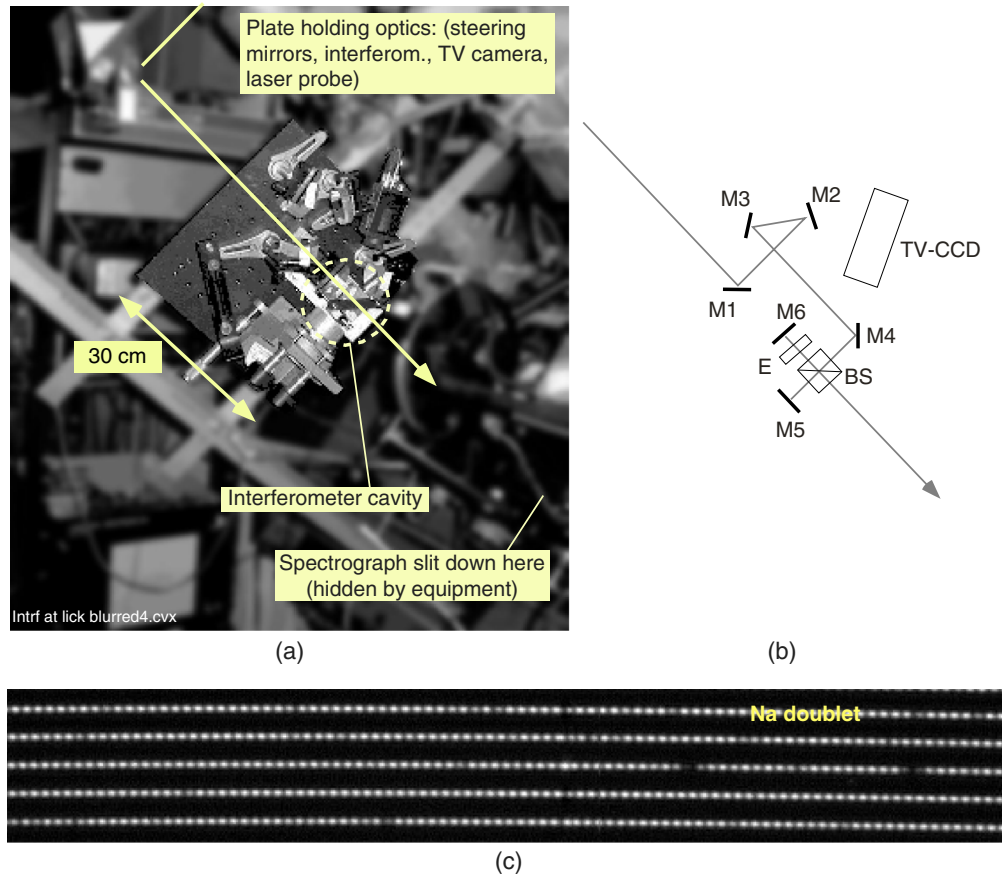 Plate holding optics: (steering
mirrors, interferom., TV camera,
laser probe)
30 cm
Interferometer cavity
Spectrograph slit down here
(hidden by equipment)
Intrf at lick blurred4.cvx
(a)
M3
M2
TV-CCD
M1
M6
M4
E
BS
M5
(b)
Na doublet
(c)